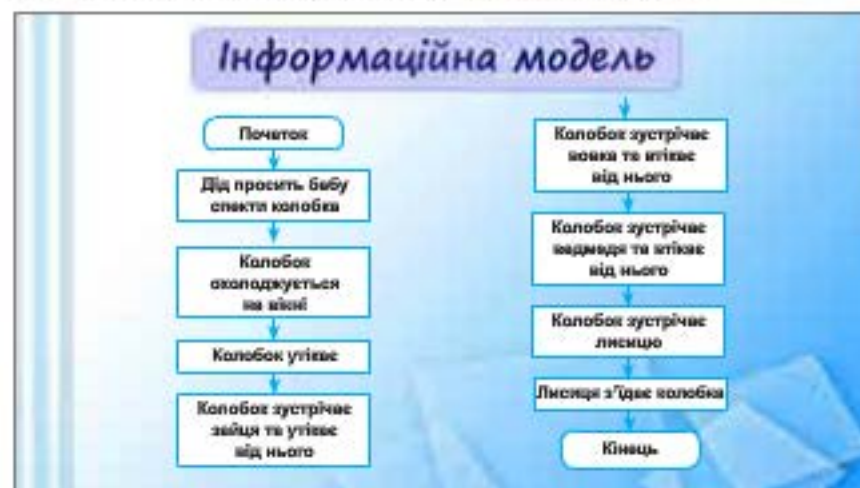 Інформаційна модель
Початок
Дід просить бабу
спекти колобка
Колобок
охолоджується
на вікні
Колобок утікає
Колобок зустрічає
зайця та утікає
від нього
Колобок зустрічає
вовка та втікає
від нього
Колобок зустрічає
ведмедя та втікає
від нього
Колобок зустрічає
лисицю
Лисиця з'їдає колобка
Кінець